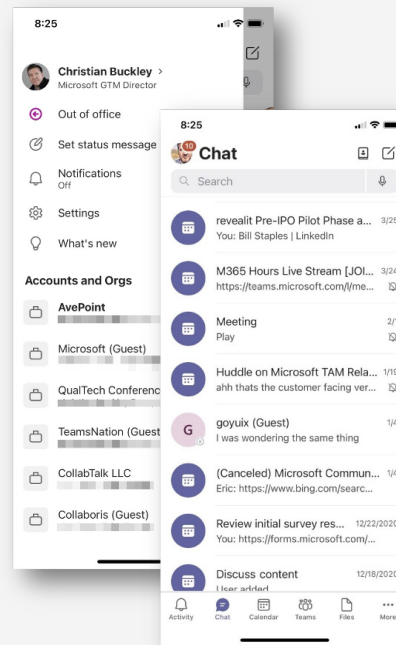 8:25
Christian Buckley >
Microsoft GTM Director
Out of office
Set status message
Notifications
Off
Settings
What's new
Accounts and Orgs
AvePoint
Microsoft (Guest)
QualTech Conferenc
TeamsNation (Guest
CollabTalk LLC
Collaboris (Guest)
8:25
10
Chat
Search
revealit Pre-IPO Pilot Phase a... 3/25
You: Bill Staples | LinkedIn
M365 Hours Live Stream [JOI... 3/24
https://teams.microsoft.com/l/me...
Meeting
Play
Huddle on Microsoft TAM Rela... 1/19
ahh thats the customer facing ver...
G
goyuix (Guest) 1/4
I was wondering the same thing
(Canceled) Microsoft Commun... 1/4
Eric: https://www.bing.com/searc...
Review initial survey res... 12/22/2020
You: https://forms.microsoft.com/...
Discuss content 12/18/2020
User added
Activity Chat Calendar Teams Files More